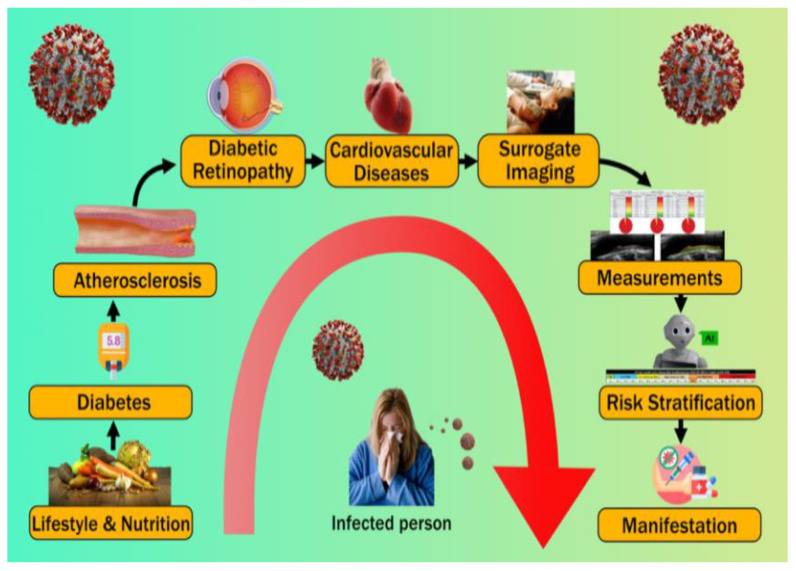 Diabetic
Retinopathy
Cardiovascular
Diseases
Surrogate
Imaging
Atherosclerosis
Measurements
5.8
AI
Diabetes
Risk Stratification
Lifestyle & Nutrition
Infected person
Manifestation